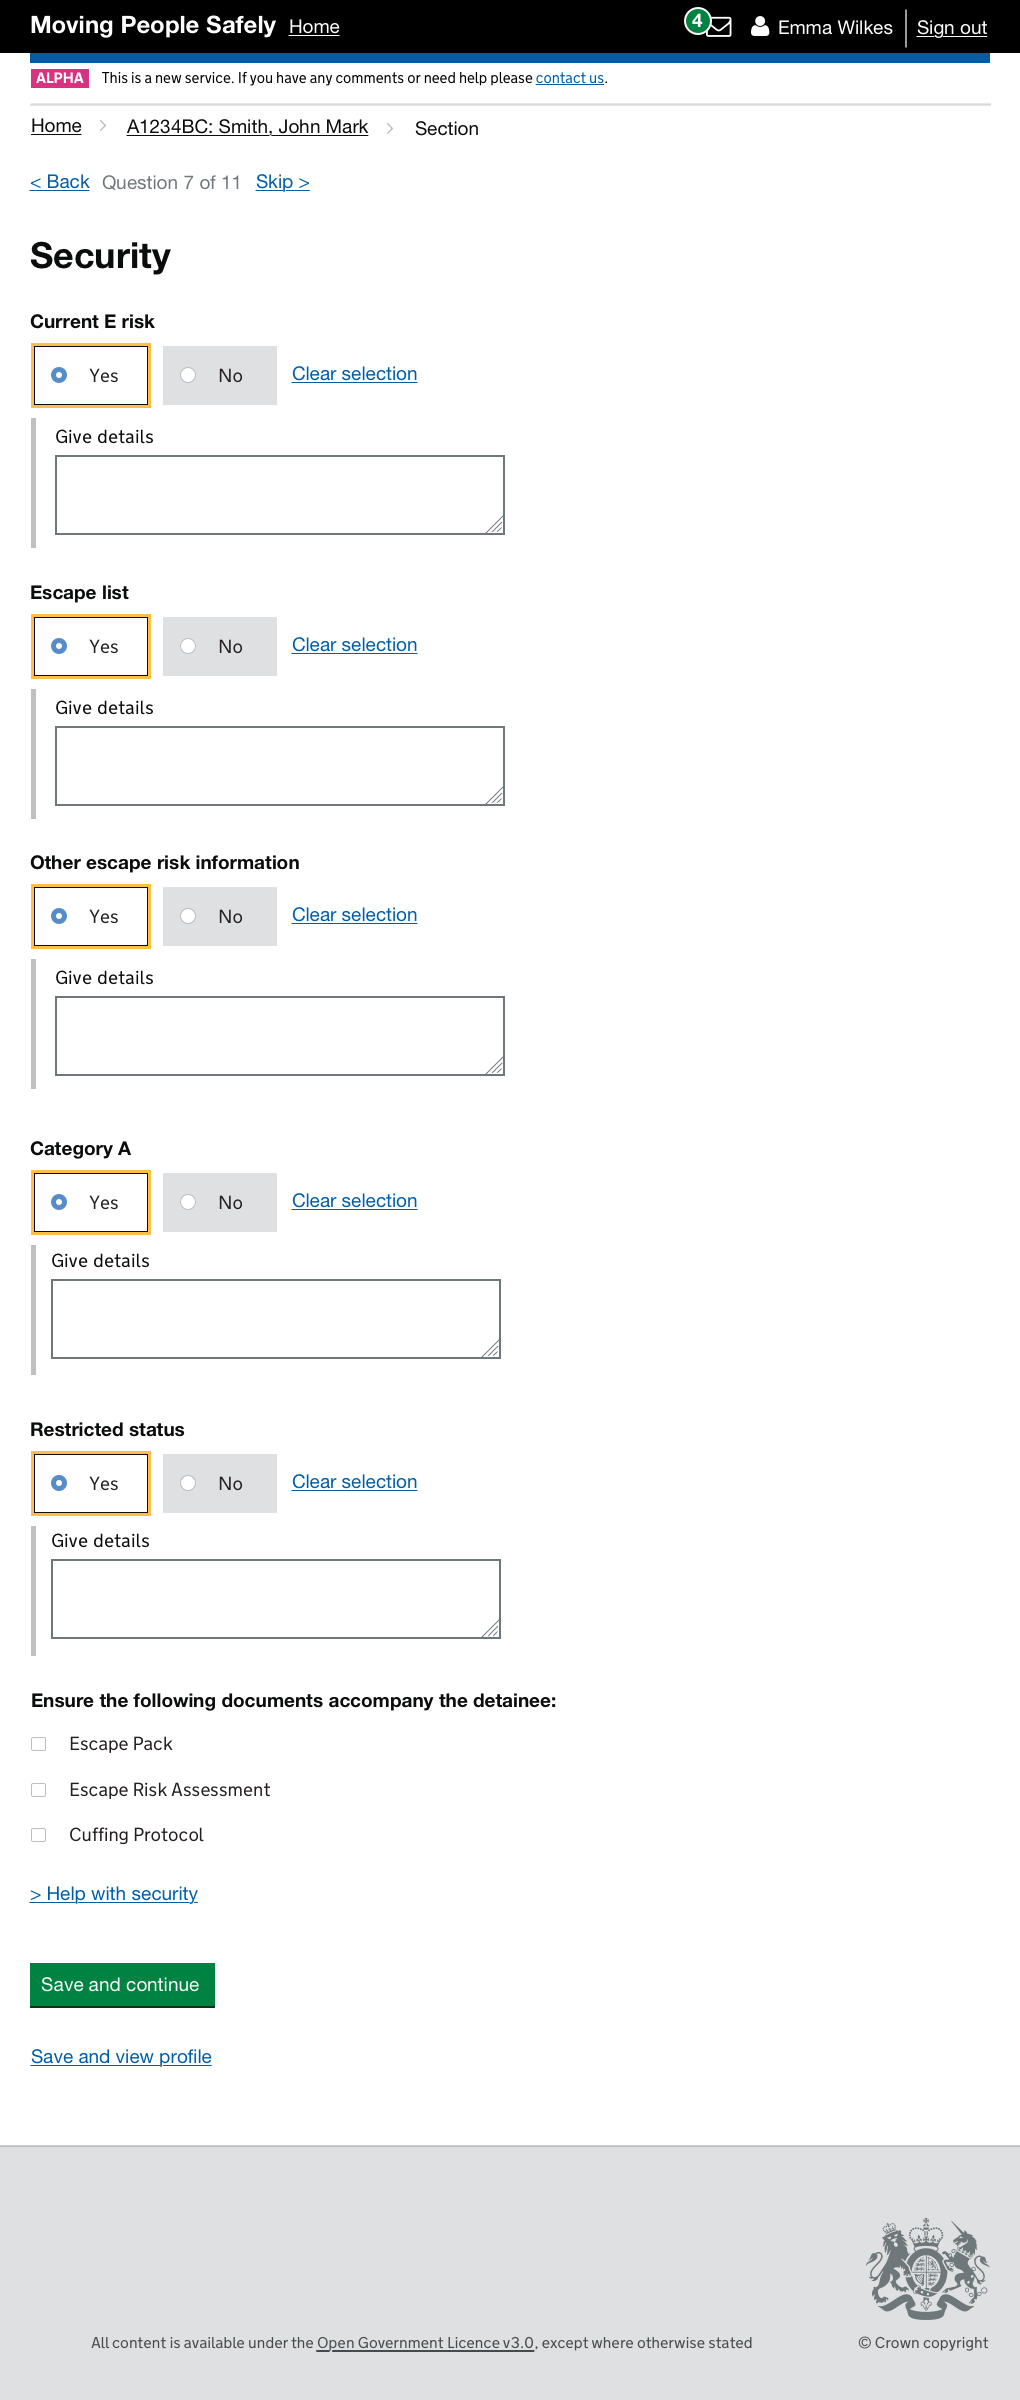 Moving People Safely Home 4 Emma Wilkes Sign out
ALPHA This is a new service. If you have any comments or need help please contact us.
Home > A1234BC: Smith, John Mark > Section
< Back Question 7 of 11 Skip >
Security
Current E risk
Yes No Clear selection
Give details
Escape list
Yes No Clear selection
Give details
Other escape risk information
Yes No Clear selection
Give details
Category A
Yes No Clear selection
Give details
Restricted status
Yes No Clear selection
Give details
Ensure the following documents accompany the detainee:
Escape Pack
Escape Risk Assessment
Cuffing Protocol
> Help with security
Save and continue
Save and view profile
All content is available under the Open Government Licence v3.0, except where otherwise stated © Crown copyright